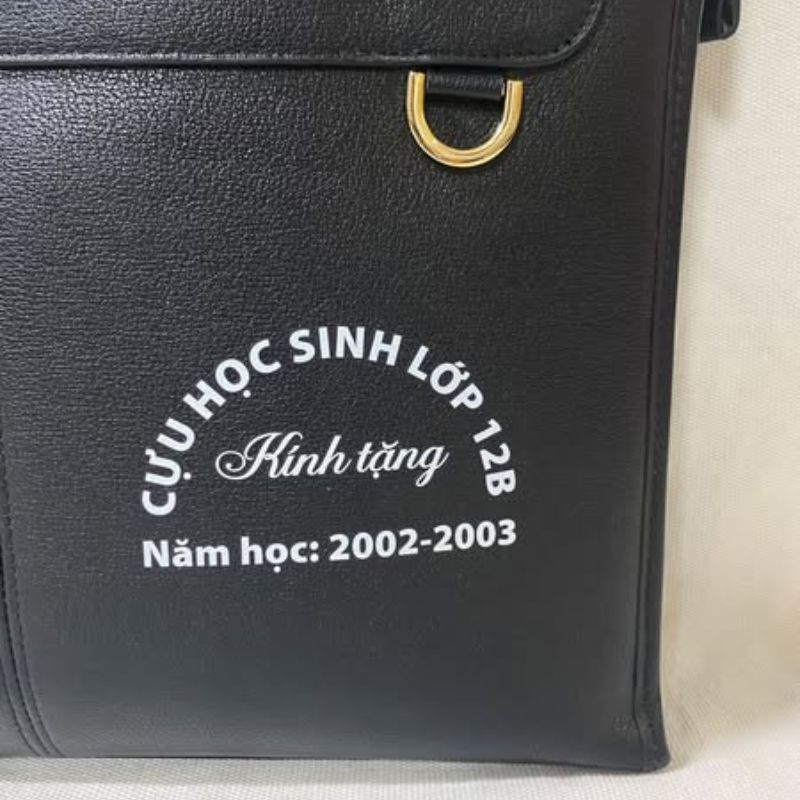 CỰU HỌC SINH LỚP 12B
Kính tặng
Năm học: 2002-2003